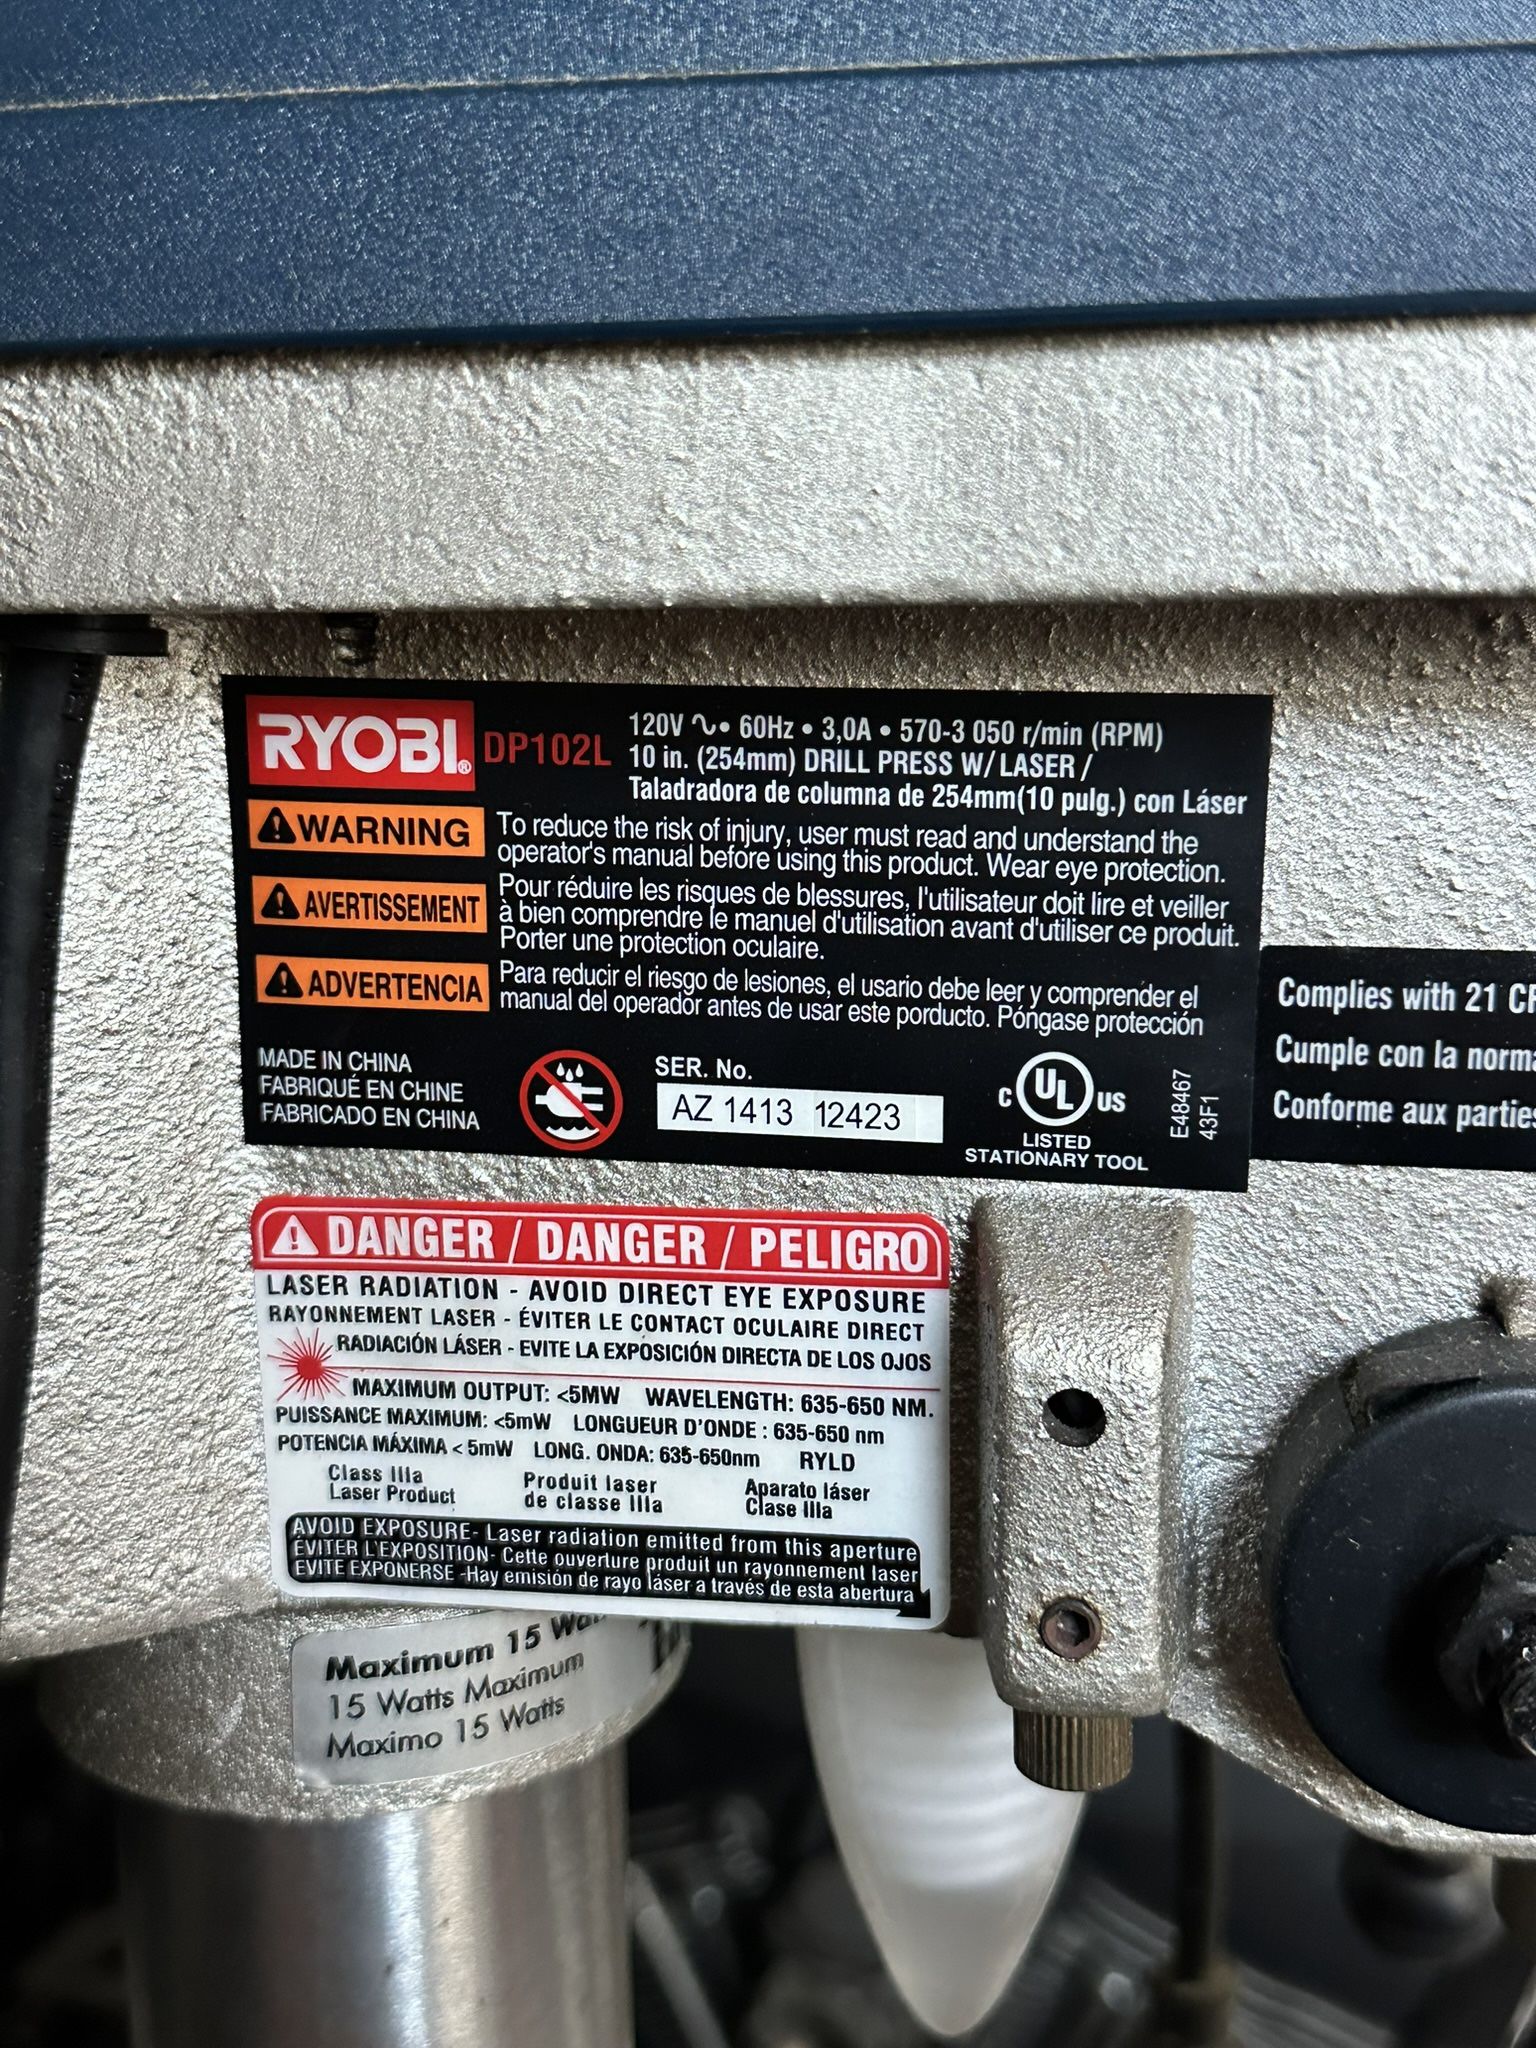 RYOBI® DP102L
120V ∿ • 60Hz • 3,0A • 570-3 050 r/min (RPM)
10 in. (254mm) DRILL PRESS W/ LASER /
Taladradora de columna de 254mm(10 pulg.) con Láser
WARNING
To reduce the risk of injury, user must read and understand the
operator's manual before using this product. Wear eye protection.
AVERTISSEMENT
Pour réduire les risques de blessures, l'utilisateur doit lire et veiller
à bien comprendre le manuel d'utilisation avant d'utiliser ce produit.
Porter une protection oculaire.
ADVERTENCIA
Para reducir el riesgo de lesiones, el usario debe leer y comprender el
manual del operador antes de usar este porducto. Póngase protección
MADE IN CHINA
FABRIQUÉ EN CHINE
FABRICADO EN CHINA
SER. No.
AZ 1413 12423
C UL US
LISTED
STATIONARY TOOL
E48467
43F1
Complies with 21
Cumple con la
Conforme aux
DANGER / DANGER / PELIGRO
LASER RADIATION - AVOID DIRECT EYE EXPOSURE
RAYONNEMENT LASER - ÉVITER LE CONTACT OCULAIRE DIRECT
RADIACIÓN LÁSER - EVITE LA EXPOSICIÓN DIRECTA DE LOS OJOS
MAXIMUM OUTPUT: <5MW WAVELENGTH: 635-650 NM.
PUISSANCE MAXIMUM: <5mW LONGUEUR D'ONDE : 635-650 nm
POTENCIA MÁXIMA < 5mW LONG. ONDA: 635-650nm RYLD
Class IIIa
Laser Product
Produit laser
de classe IIIa
Aparato láser
Clase IIIa
AVOID EXPOSURE- Laser radiation emitted from this aperture
ÉVITER L'EXPOSITION- Cette ouverture produit un rayonnement laser
EVITE EXPONERSE -Hay emisión de rayo láser a través de esta abertura
Maximum 15
15 Watts Maximum
Maximo 15 Watts